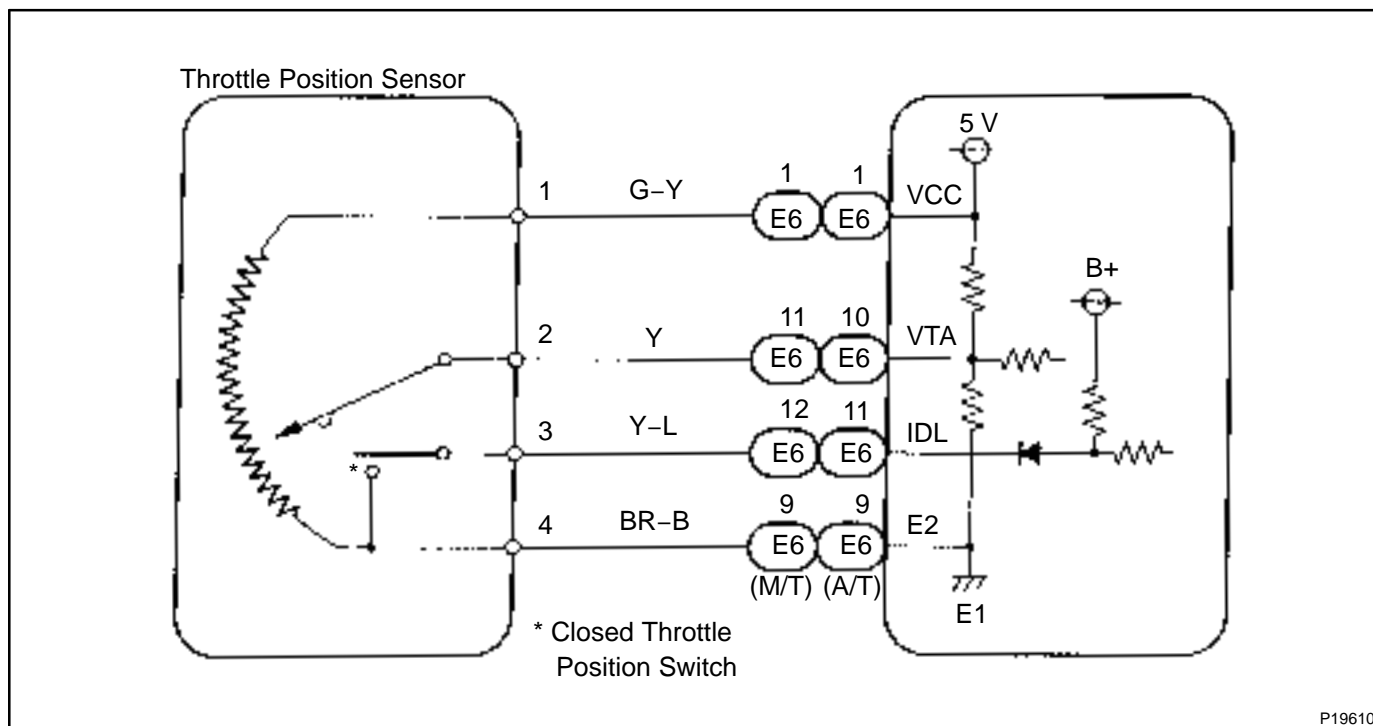 Throttle Position Sensor
5 V
1 G−Y 1 1 VCC
E6 E6
B+
2 Y 11 10 VTA
E6 E6
3 Y−L 12 11 IDL
E6 E6
*
4 BR−B 9 9 E2
E6 E6
(M/T) (A/T)
E1
* Closed Throttle
Position Switch
P19610